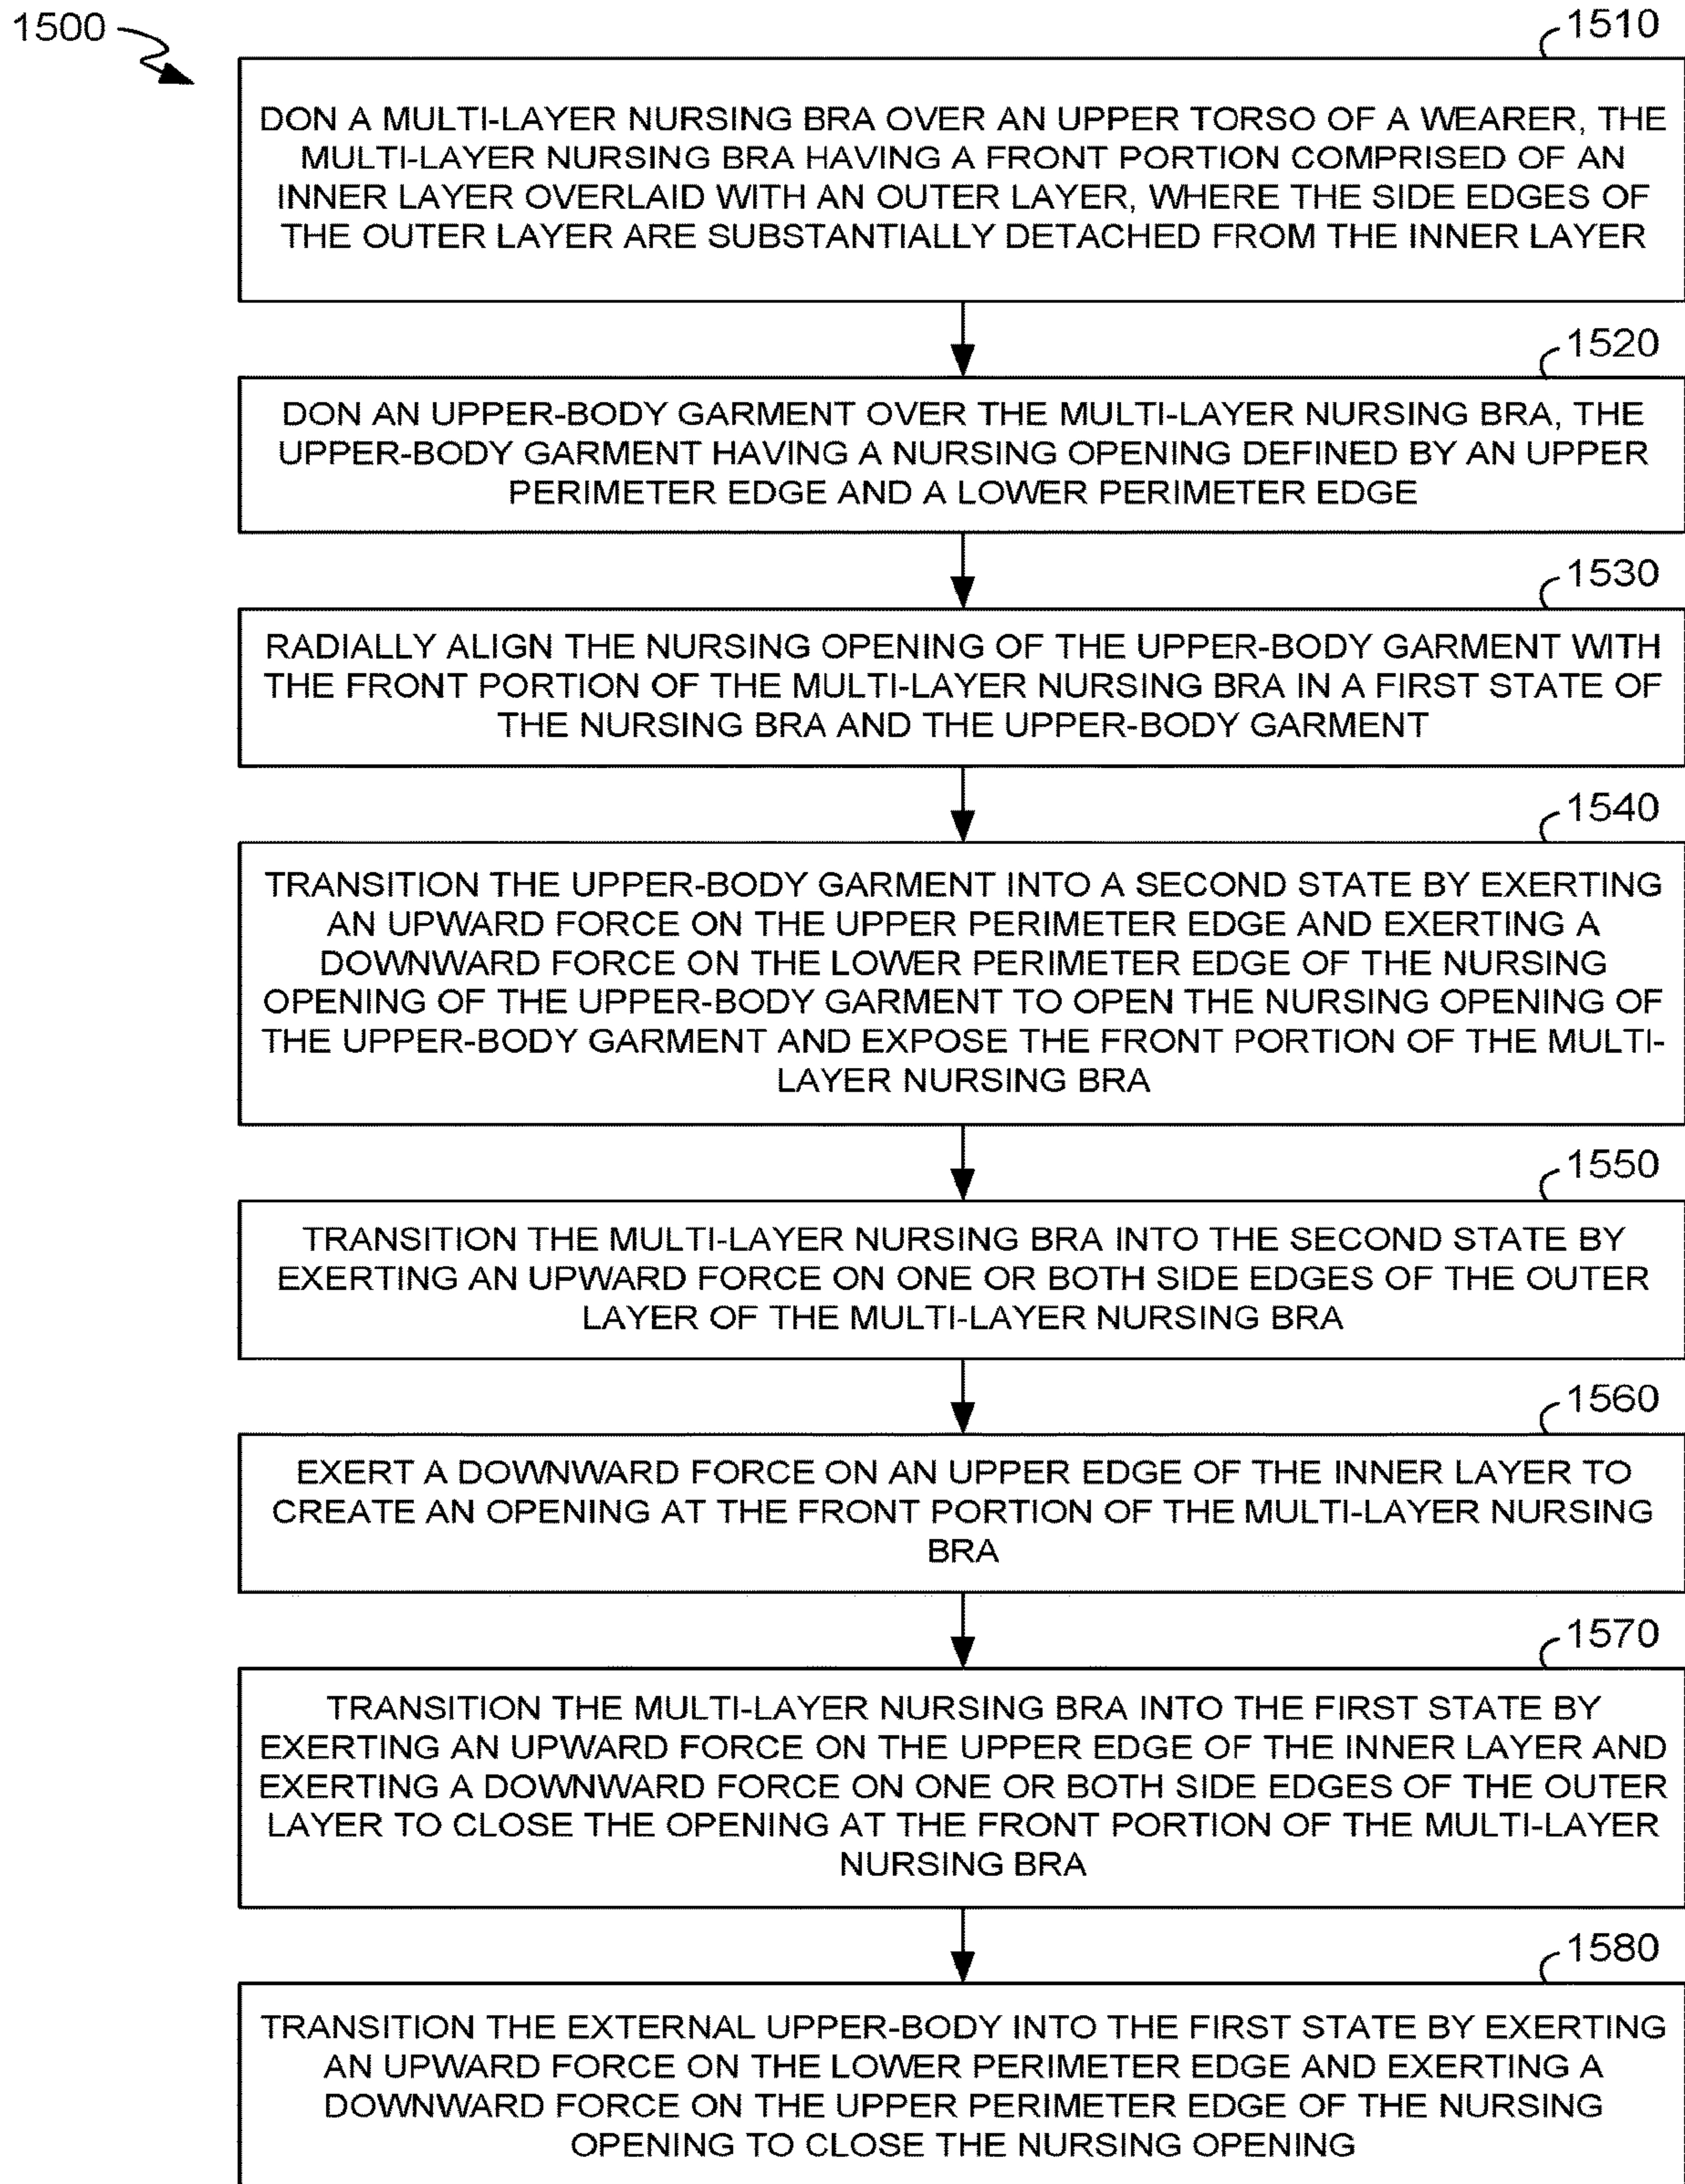 1500
1510
DON A MULTI-LAYER NURSING BRA OVER AN UPPER TORSO OF A WEARER, THE
MULTI-LAYER NURSING BRA HAVING A FRONT PORTION COMPRISED OF AN
INNER LAYER OVERLAID WITH AN OUTER LAYER, WHERE THE SIDE EDGES OF
THE OUTER LAYER ARE SUBSTANTIALLY DETACHED FROM THE INNER LAYER
1520
DON AN UPPER-BODY GARMENT OVER THE MULTI-LAYER NURSING BRA, THE
UPPER-BODY GARMENT HAVING A NURSING OPENING DEFINED BY AN UPPER
PERIMETER EDGE AND A LOWER PERIMETER EDGE
1530
RADIALLY ALIGN THE NURSING OPENING OF THE UPPER-BODY GARMENT WITH
THE FRONT PORTION OF THE MULTI-LAYER NURSING BRA IN A FIRST STATE OF
THE NURSING BRA AND THE UPPER-BODY GARMENT
1540
TRANSITION THE UPPER-BODY GARMENT INTO A SECOND STATE BY EXERTING
AN UPWARD FORCE ON THE UPPER PERIMETER EDGE AND EXERTING A
DOWNWARD FORCE ON THE LOWER PERIMETER EDGE OF THE NURSING
OPENING OF THE UPPER-BODY GARMENT TO OPEN THE NURSING OPENING OF
THE UPPER-BODY GARMENT AND EXPOSE THE FRONT PORTION OF THE MULTI-
LAYER NURSING BRA
1550
TRANSITION THE MULTI-LAYER NURSING BRA INTO THE SECOND STATE BY
EXERTING AN UPWARD FORCE ON ONE OR BOTH SIDE EDGES OF THE OUTER
LAYER OF THE MULTI-LAYER NURSING BRA
1560
EXERT A DOWNWARD FORCE ON AN UPPER EDGE OF THE INNER LAYER TO
CREATE AN OPENING AT THE FRONT PORTION OF THE MULTI-LAYER NURSING
BRA
1570
TRANSITION THE MULTI-LAYER NURSING BRA INTO THE FIRST STATE BY
EXERTING AN UPWARD FORCE ON THE UPPER EDGE OF THE INNER LAYER AND
EXERTING A DOWNWARD FORCE ON ONE OR BOTH SIDE EDGES OF THE OUTER
LAYER TO CLOSE THE OPENING AT THE FRONT PORTION OF THE MULTI-LAYER
NURSING BRA
1580
TRANSITION THE EXTERNAL UPPER-BODY INTO THE FIRST STATE BY EXERTING
AN UPWARD FORCE ON THE LOWER PERIMETER EDGE AND EXERTING A
DOWNWARD FORCE ON THE UPPER PERIMETER EDGE OF THE NURSING
OPENING TO CLOSE THE NURSING OPENING